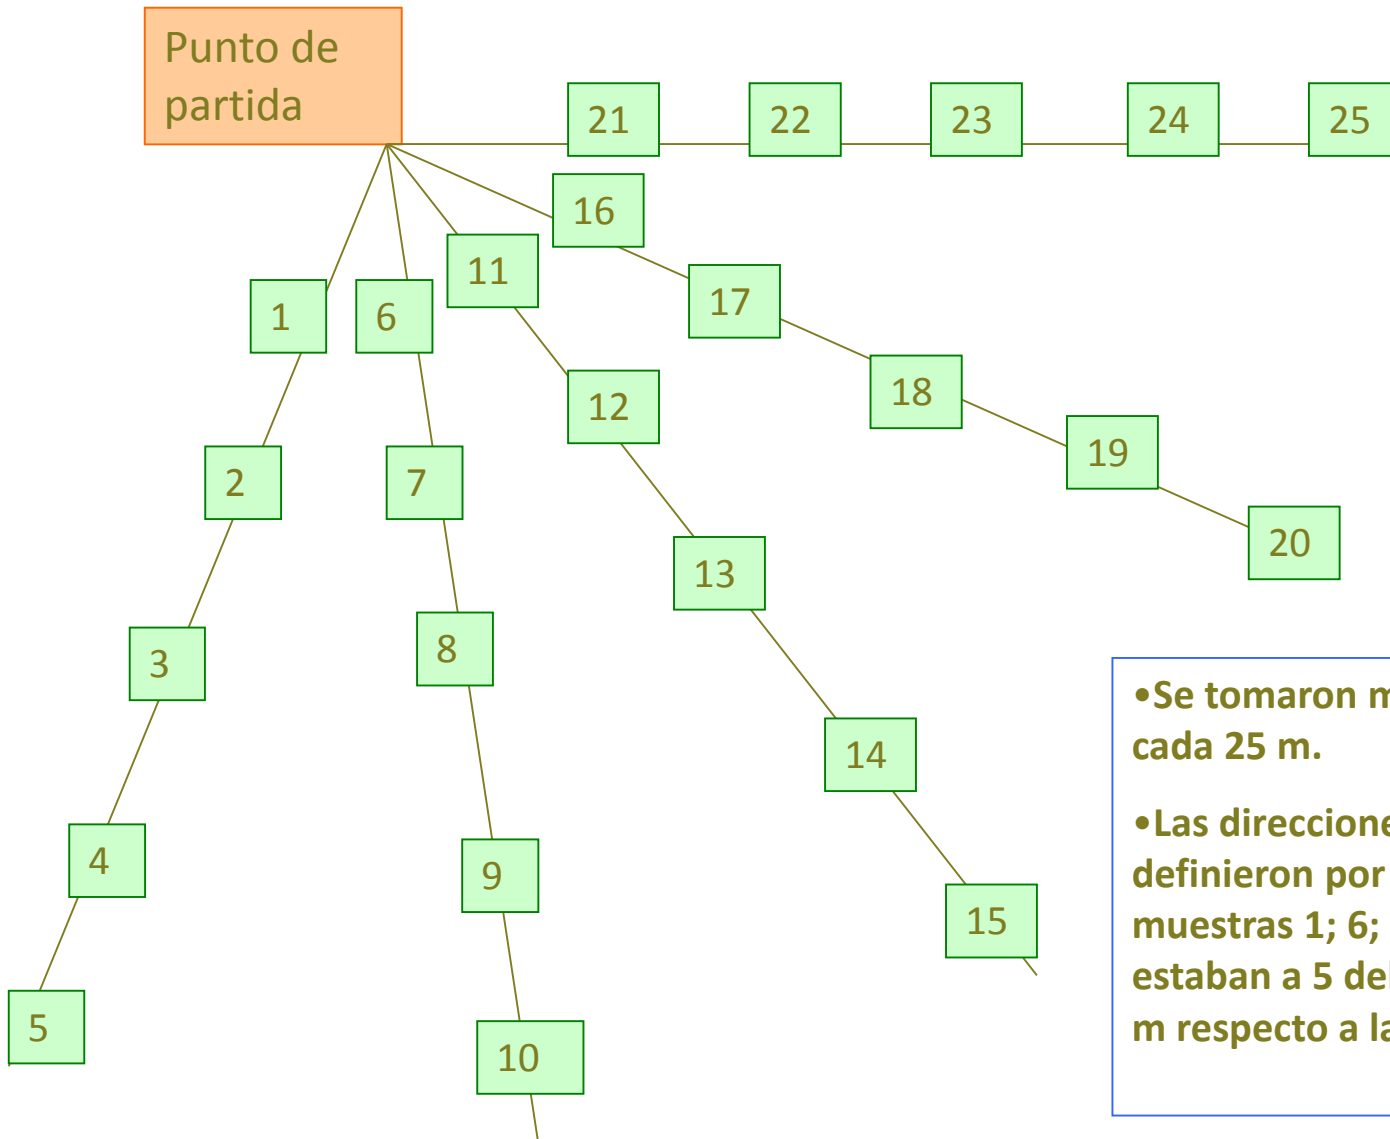 Punto de
partida
21 22 23 24 25
16
11
17
1 6
18
12
19
2 7
20
13
8
3
•Se tomaron
cada 25 m.
14
•Las
4
definieron por
9
muestras 1; 6;
15
estaban a 5
m respecto a
5
10